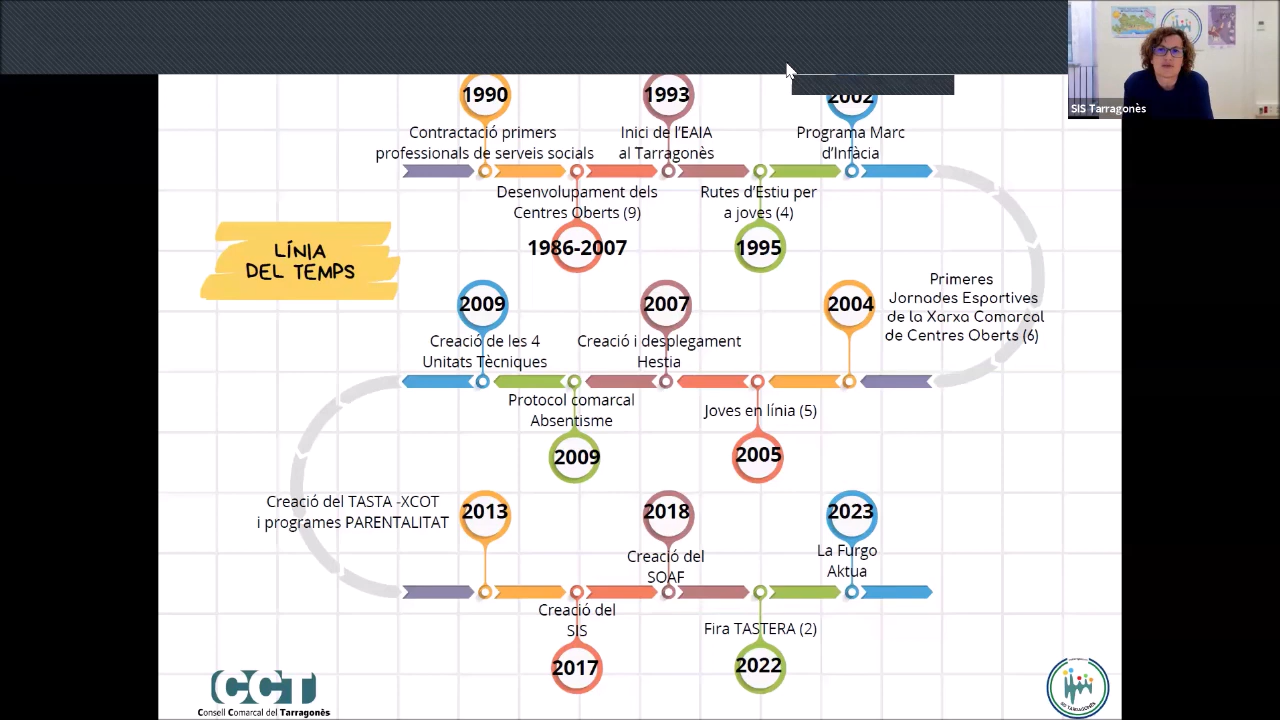 SIS Tarragonès
1990
1993
2002
Contractació primers
professionals de serveis socials
Inici de l'EAIA
al Tarragonès
Programa Marc
d'Infàcia
Desenvolupament dels
Centres Oberts (9)
1986-2007
Rutes d'Estiu per
a joves (4)
1995
LÍNIA
DEL TEMPS
2009
2007
2004
Primeres
Jornades Esportives
de la Xarxa Comarcal
de Centres Oberts (6)
Creació de les 4
Unitats Tècniques
Creació i desplegament
Hestia
Protocol comarcal
Absentisme
2009
Joves en línia (5)
2005
Creació del TASTA -XCOT
i programes PARENTALITAT
2013
2018
2023
Creació del
SOAF
La Furgo
Aktua
Creació del
SIS
2017
Fira TASTERA (2)
2022
CCT
Consell Comarcal del Tarragonès
SIS TARRAGONÈS